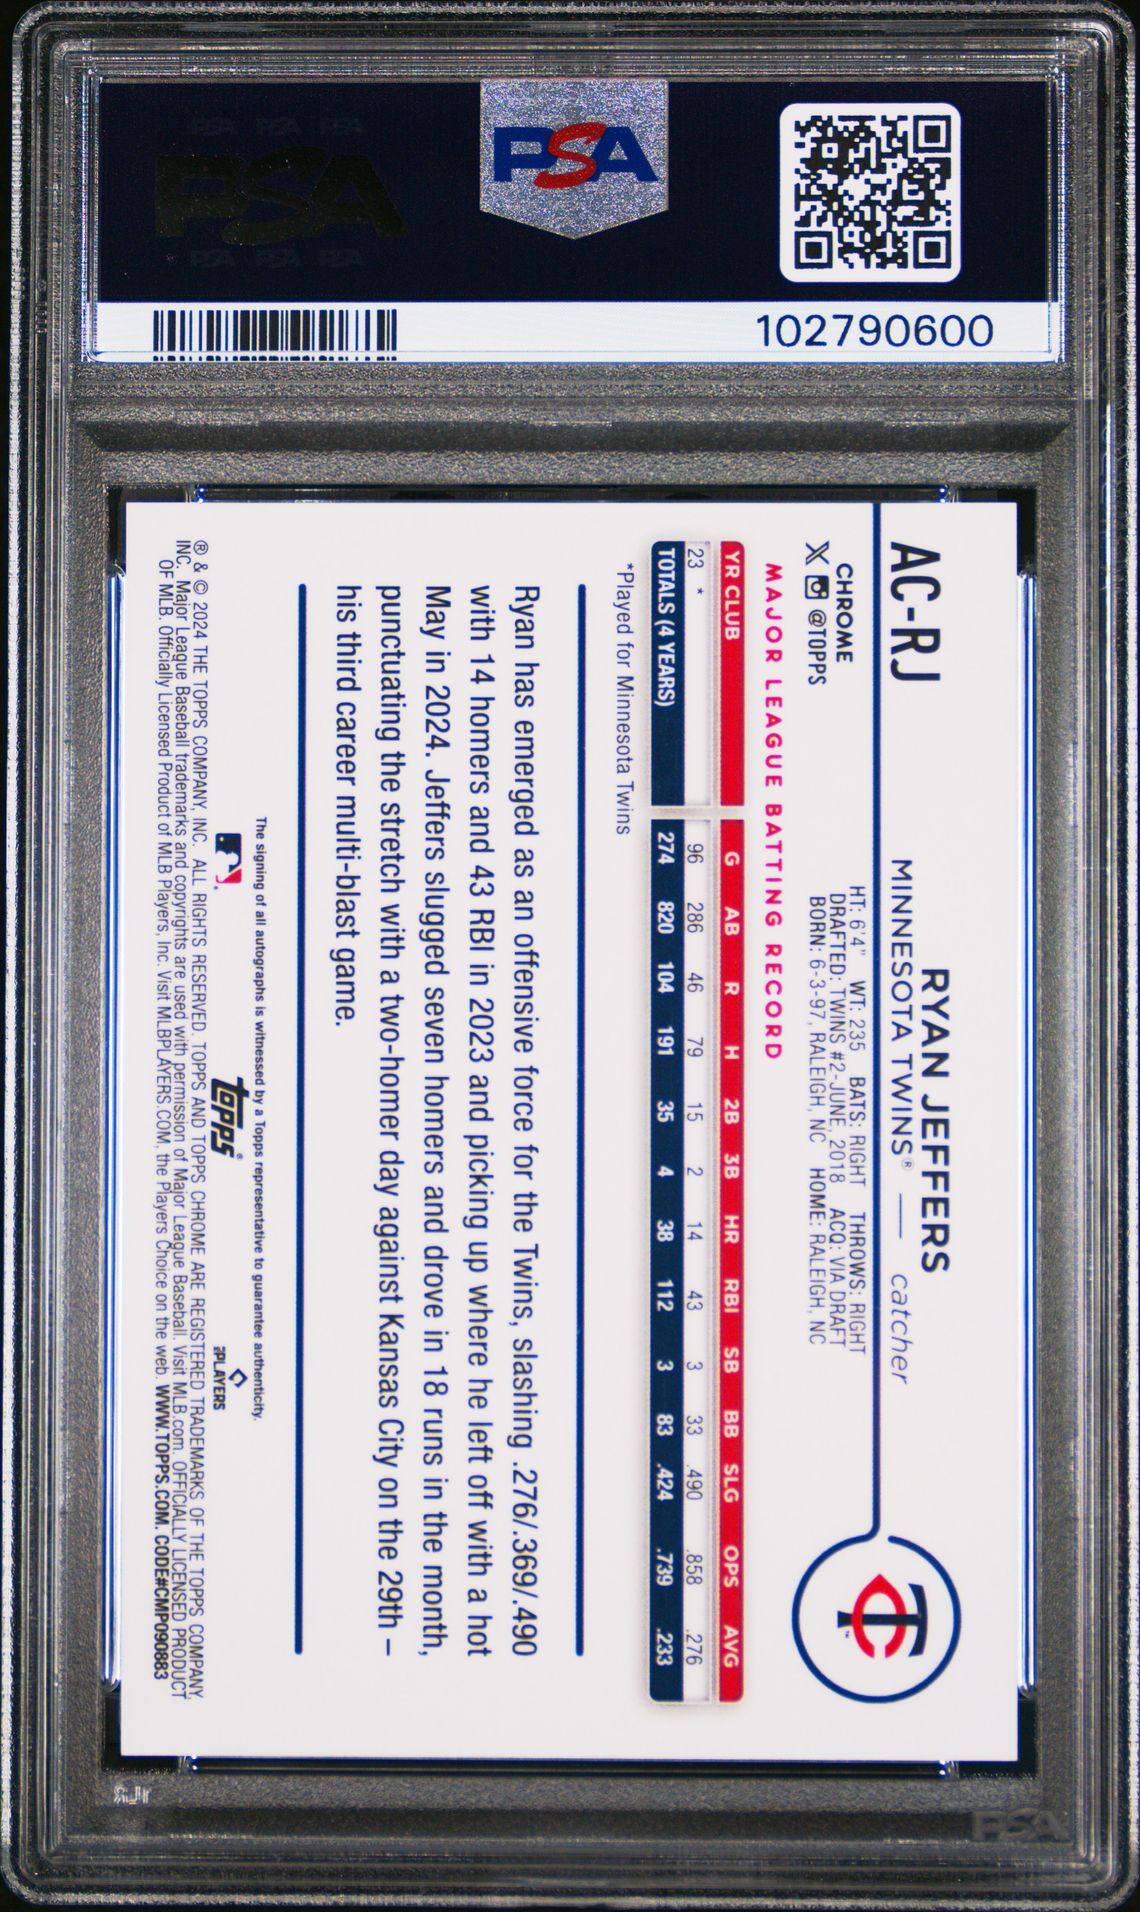 PSA PSA PSA
PSA
PSA PSA PSA
PSA
102790600
AC-RJ
RYAN JEFFERS
MINNESOTA TWINS® — catcher
CHROME
X @TOPPS
HT: 6'4" WT: 235 BATS: RIGHT THROWS: RIGHT
DRAFTED: TWINS #2-JUNE, 2018 ACQ: VIA DRAFT
BORN: 6-3-97, RALEIGH, NC HOME: RALEIGH, NC
TC™
MAJOR LEAGUE BATTING RECORD
YR CLUB G AB R H 2B 3B HR RBI SB BB SLG OPS AVG
23 * 96 286 46 79 15 2 14 43 3 33 .490 .858 .276
TOTALS (4 YEARS) 274 820 104 191 35 4 38 112 3 83 .424 .739 .233
*Played for Minnesota Twins
Ryan has emerged as an offensive force for the Twins, slashing .276/.369/.490
with 14 homers and 43 RBI in 2023 and picking up where he left off with a hot
May in 2024. Jeffers slugged seven homers and drove in 18 runs in the month,
punctuating the stretch with a two-homer day against Kansas City on the 29th –
his third career multi-blast game.
The signing of all autographs is witnessed by a Topps representative to guarantee authenticity.
topps®
PLAYERS
® & © 2024 THE TOPPS COMPANY, INC. ALL RIGHTS RESERVED. TOPPS AND TOPPS CHROME ARE REGISTERED TRADEMARKS OF THE TOPPS COMPANY,
INC. Major League Baseball trademarks and copyrights are used with permission of Major League Baseball. Visit MLB.com. OFFICIALLY LICENSED PRODUCT
OF MLB. Officially Licensed Product of MLB Players, Inc. Visit MLBPLAYERS.COM, the Players Choice on the web. WWW.TOPPS.COM. CODE#CMP090883
PSA